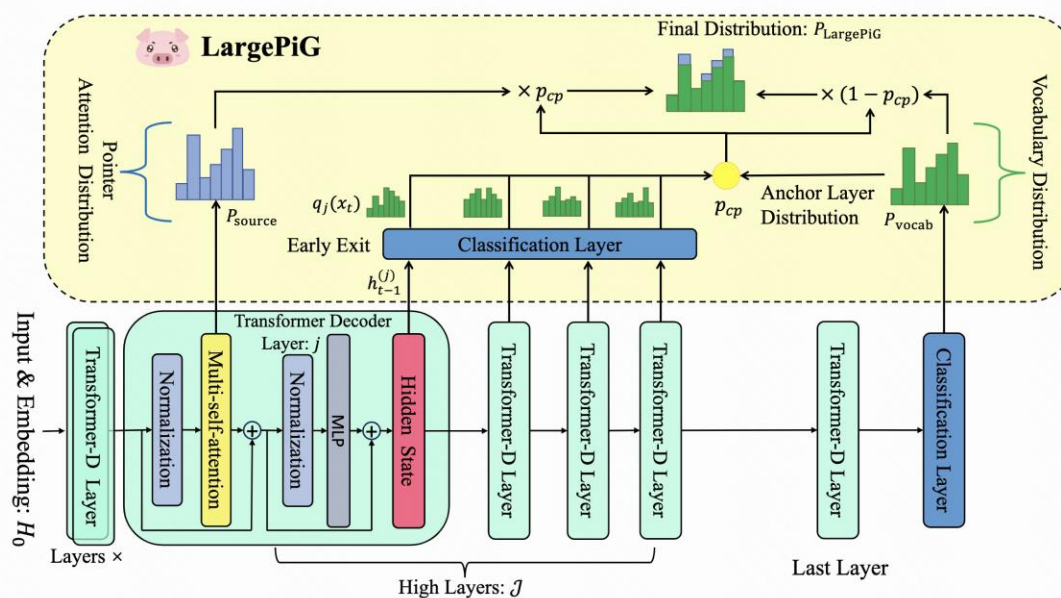 LargePiG
Final Distribution: P_LargePiG
× p_cp
× (1 − p_cp)
Pointer
Attention Distribution
P_source
q_j(x_t)
p_cp
Anchor Layer
Distribution
P_vocab
Vocabulary Distribution
Early Exit
Classification Layer
h_{t−1}^{(j)}
Input & Embedding: H_0
Transformer-D Layer
Layers ×
Transformer Decoder
Layer: j
Normalization
Multi-self-attention
Normalization
MLP
Hidden State
Transformer-D Layer
Transformer-D Layer
Transformer-D Layer
Transformer-D Layer
Classification Layer
High Layers: 𝒥
Last Layer